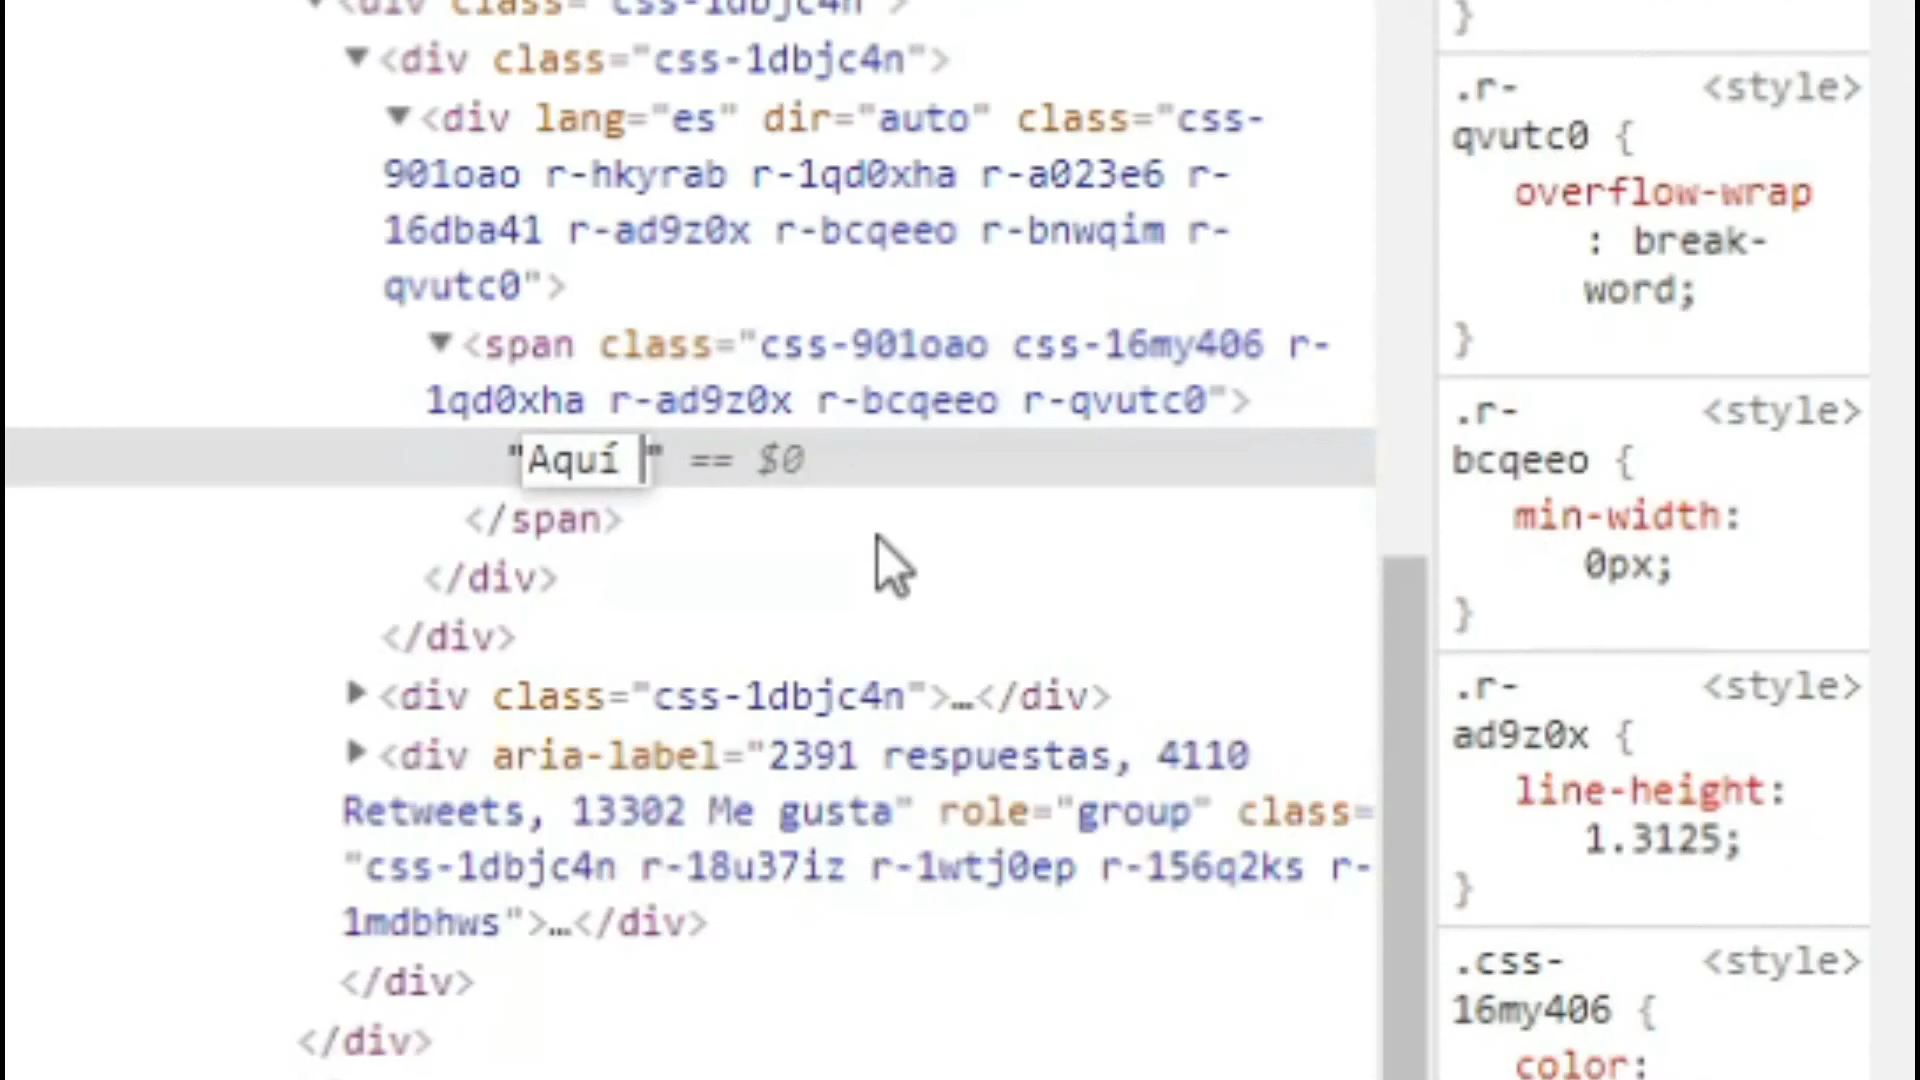 <div class="css-1dbjc4n">
<div class="css-1dbjc4n">
<div lang="es" dir="auto" class="css-
901oao r-hkyrab r-1qd0xha r-a023e6 r-
16dba41 r-ad9z0x r-bcqeeo r-bnwqim r-
qvutc0">
<span class="css-901oao css-16my406 r-
1qd0xha r-ad9z0x r-bcqeeo r-qvutc0">
"Aquí " == $0
</span>
</div>
</div>
<div class="css-1dbjc4n">…</div>
<div aria-label="2391 respuestas, 4110
Retweets, 13302 Me gusta" role="group" class=
"css-1dbjc4n r-18u37iz r-1wtj0ep r-156q2ks r-
1mdbhws">…</div>
</div>
</div>
}
.r- <style>
qvutc0 {
overflow-wrap
: break-
word;
}
.r- <style>
bcqeeo {
min-width:
0px;
}
.r- <style>
ad9z0x {
line-height:
1.3125;
}
.css- <style>
16my406 {
color: